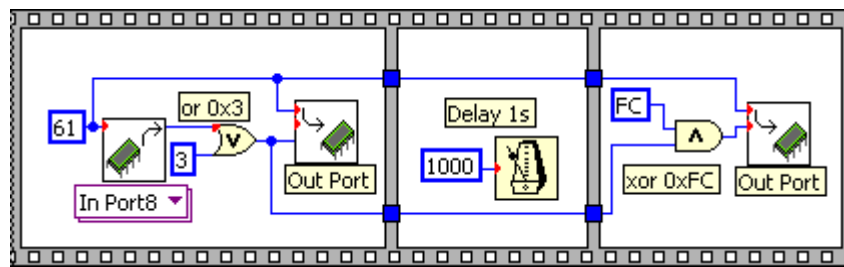 or 0x3
61
V
3
In Port8
Out Port
Delay 1s
1000
FC
Λ
xor 0xFC
Out Port